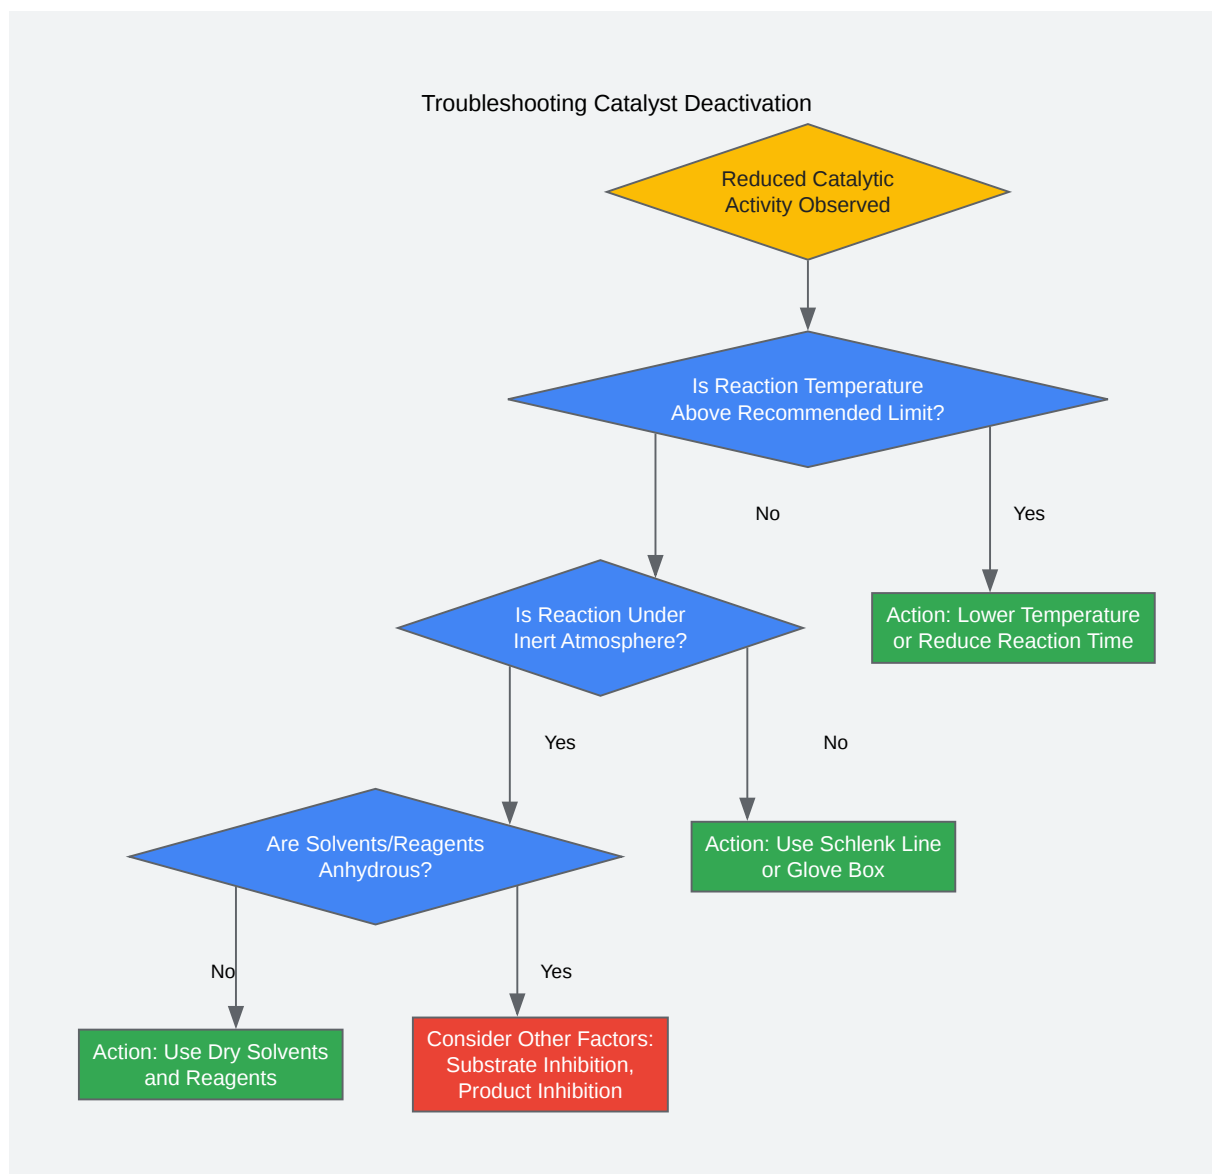 Troubleshooting Catalyst Deactivation
Reduced Catalytic
Activity Observed
Is Reaction Temperature
Above Recommended Limit?
No
Yes
Is Reaction Under
Inert Atmosphere?
Action: Lower Temperature
or Reduce Reaction Time
Yes
No
Are Solvents/Reagents
Anhydrous?
Action: Use Schlenk Line
or Glove Box
No
Yes
Action: Use Dry Solvents
and Reagents
Consider Other Factors:
Substrate Inhibition,
Product Inhibition